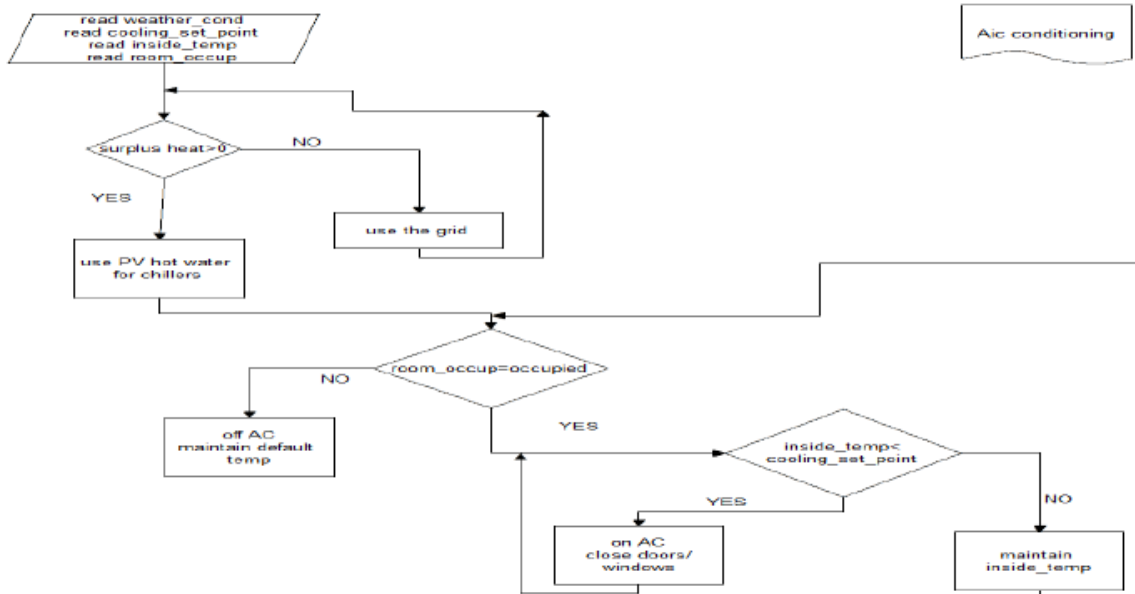 read weather_cond
read cooling_set_point
read inside_temp
read room_occup
Aic conditioning
surplus heat>0
NO
YES
use the grid
use PV hot water
for chillers
room_occup=occupied
NO
off AC
maintain default
temp
YES
inside_temp<
cooling_set_point
YES
NO
on AC
close doors/
windows
maintain
inside_temp